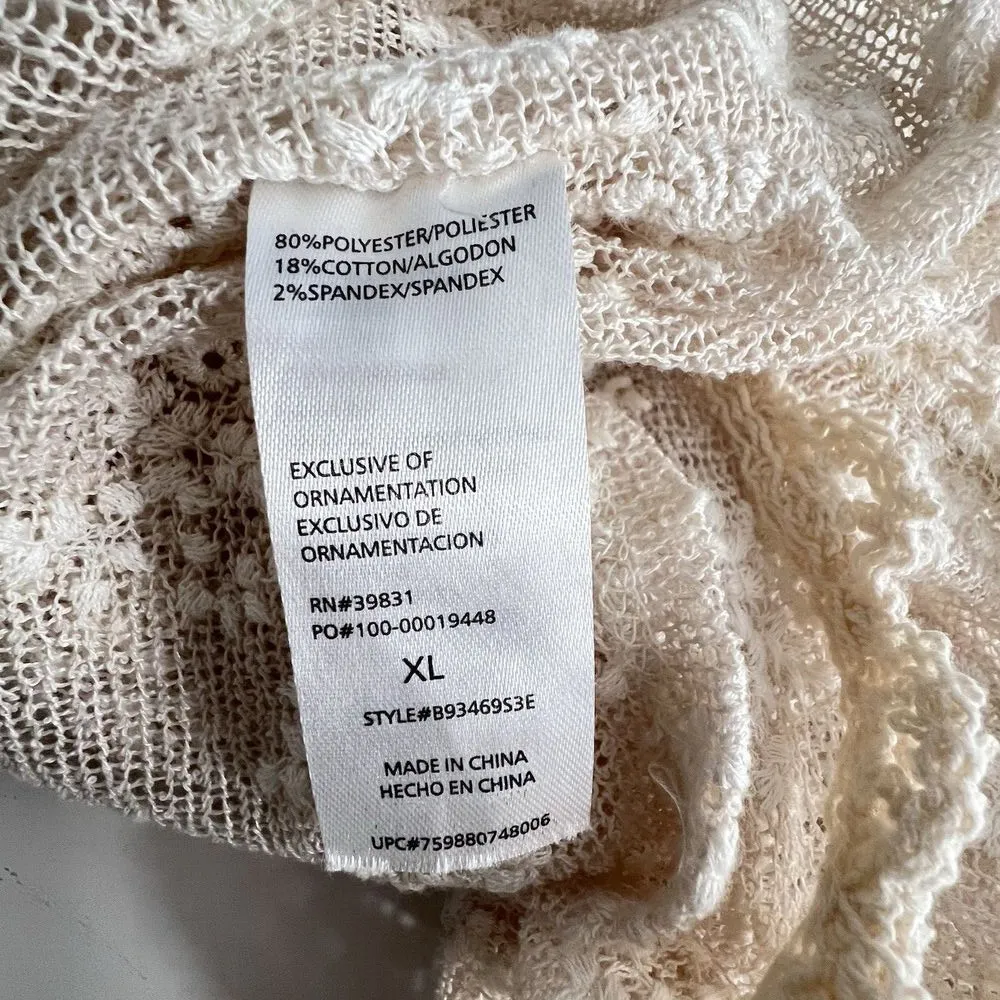 80%POLYESTER/POLIESTER
18%COTTON/ALGODON
2%SPANDEX/SPANDEX
EXCLUSIVE OF
ORNAMENTATION
EXCLUSIVO DE
ORNAMENTACION
RN#39831
PO#100-00019448
XL
STYLE#B93469S3E
MADE IN CHINA
HECHO EN CHINA
UPC#759880748006